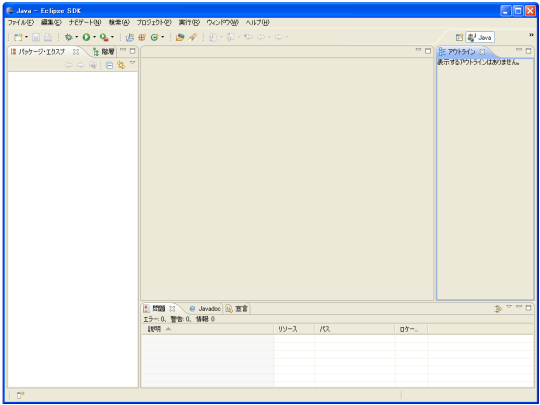 Java - Eclipse SDK
ファイル(F) 編集(E) ナビゲート(N) 検索(A) プロジェクト(P) 実行(R) ウィンドウ(W) ヘルプ(H)
Java
パッケージ・エクスプ 階層
アウトライン
表示するアウトラインはありません。
問題 Javadoc 宣言
エラー: 0、警告: 0、情報: 0
説明 リソース パス ロケー..